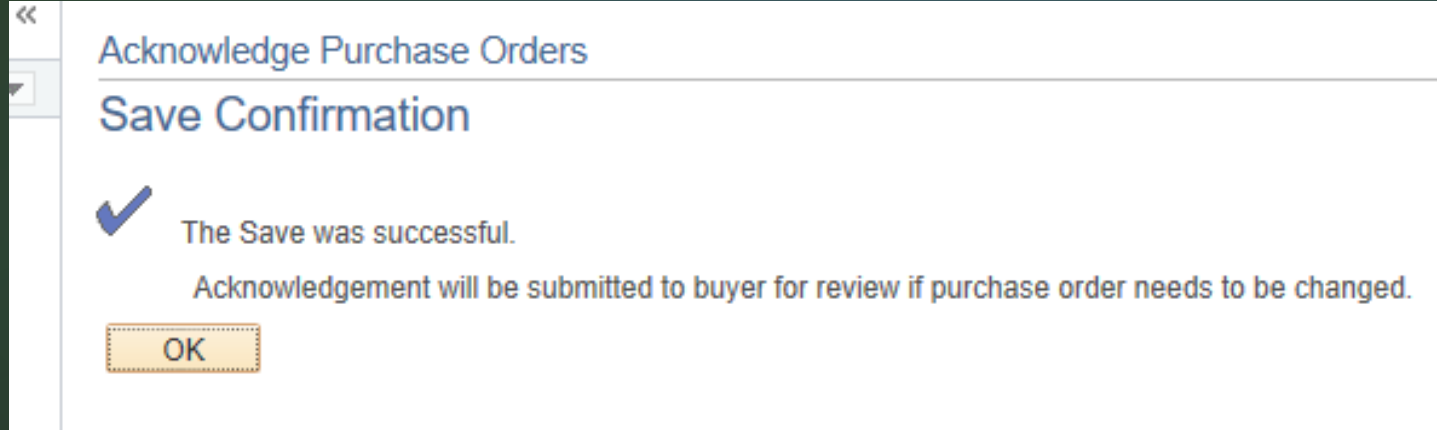 «
Acknowledge Purchase Orders
Save Confirmation
The Save was successful.
Acknowledgement will be submitted to buyer for review if purchase order needs to be changed.
OK